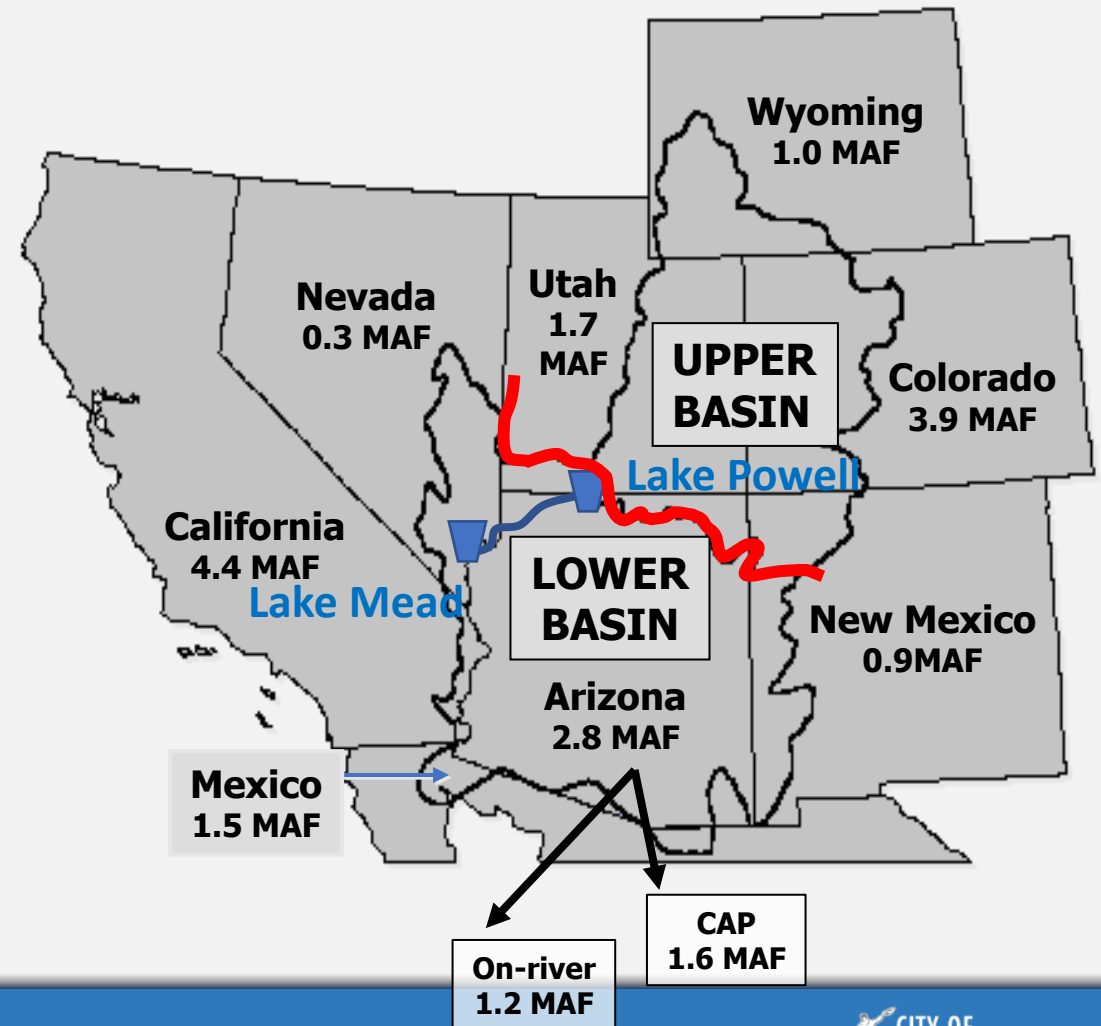 Wyoming
1.0 MAF
Nevada
0.3 MAF
Utah
1.7
MAF
UPPER
BASIN
Colorado
3.9 MAF
Lake Powell
California
4.4 MAF
Lake Mead
LOWER
BASIN
New Mexico
0.9MAF
Arizona
2.8 MAF
Mexico
1.5 MAF
CAP
1.6 MAF
On-river
1.2 MAF
CITY OF